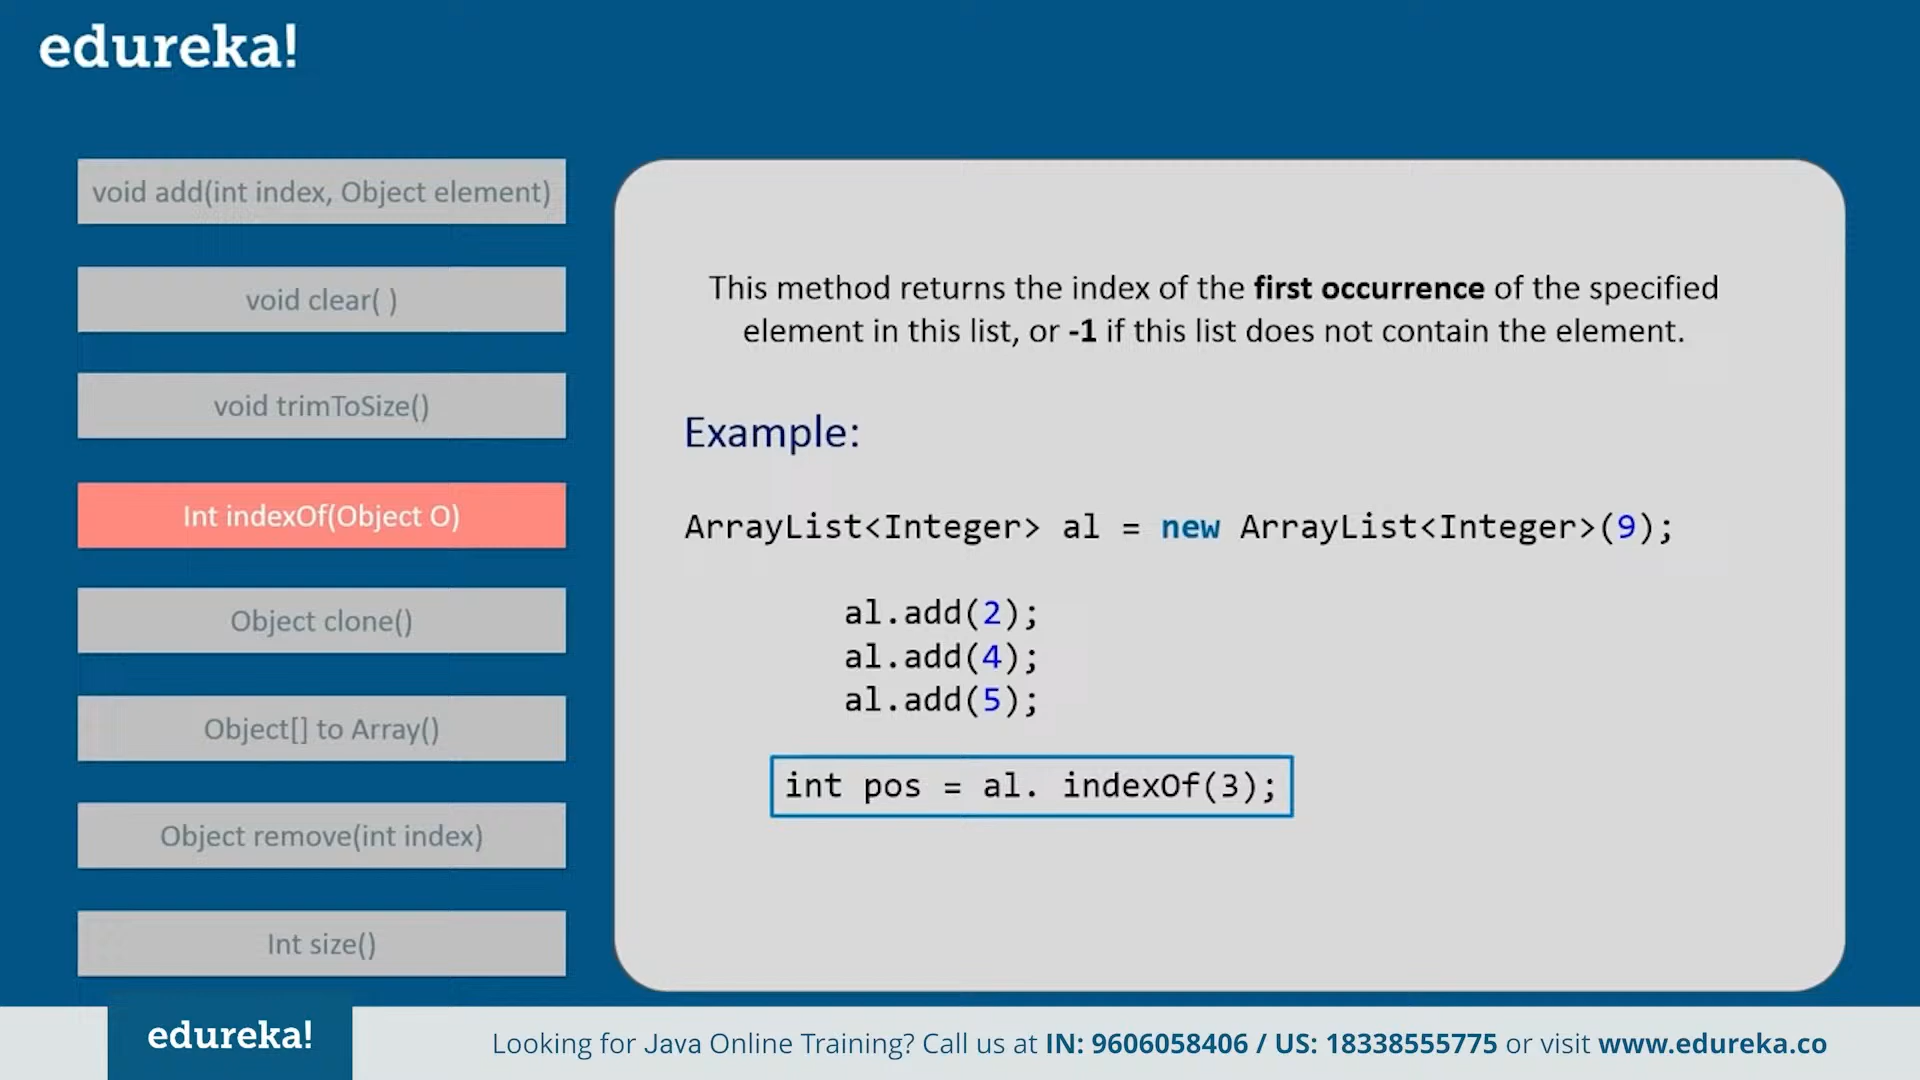 edureka!
void add(int index, Object element)
void clear( )
void trimToSize()
Int indexOf(Object O)
Object clone()
Object[] to Array()
Object remove(int index)
Int size()
This method returns the index of the first occurrence of the specified
element in this list, or -1 if this list does not contain the element.
Example:
ArrayList<Integer> al = new ArrayList<Integer>(9);
al.add(2);
al.add(4);
al.add(5);
int pos = al. indexOf(3);
edureka!
Looking for Java Online Training? Call us at IN: 9606058406 / US: 18338555775 or visit www.edureka.co